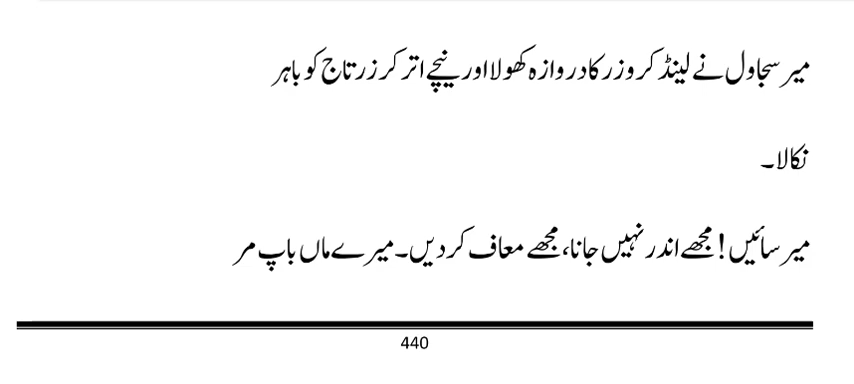 میر سجاول نے لینڈ کروزر کا دروازہ کھولا اور نیچے اتر کر زرتاج کو باہر
نکالا۔
میر سائیں! مجھے اندر نہیں جانا، مجھے معاف کر دیں۔ میرے ماں باپ مر
440